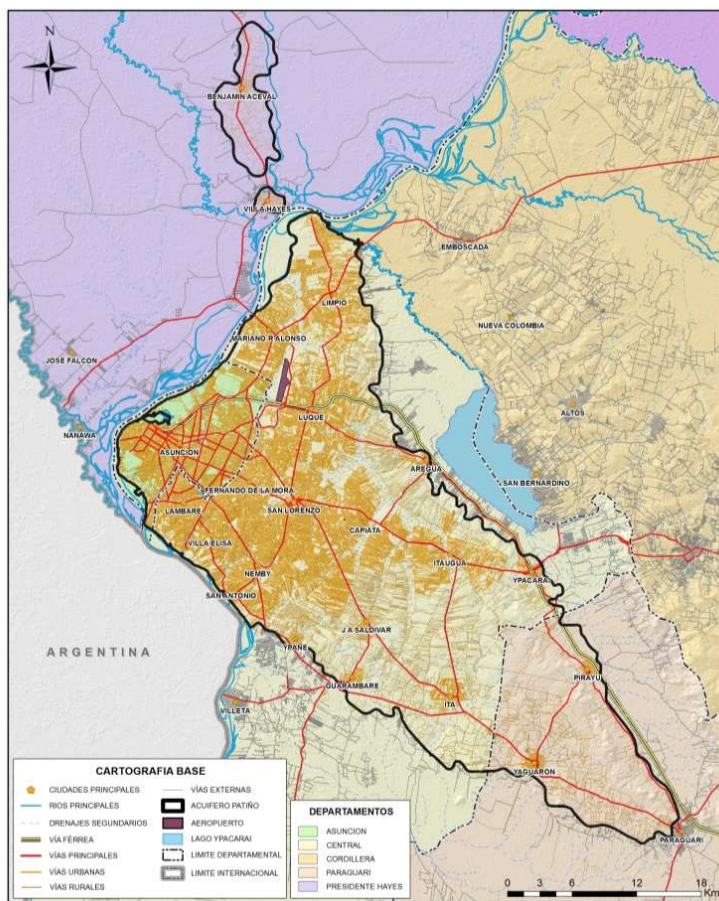 N
BENJAMIN ACEVAL
VILLA HAYES
EMBOSCADA
LIMPIO
NUEVA COLOMBIA
MARIANO R ALONSO
JOSE FALCON
ALTOS
LUQUE
NANAWA
ASUNCION
AREGUA
SAN BERNARDINO
FERNANDO DE LA MORA
LAMBARE
SAN LORENZO
CAPIATA
VILLA ELISA
ITAUGUA
NEMBY
YPACARAI
SAN ANTONIO
J A SALDIVAR
YPANE
ARGENTINA
PIRAYU
GUARAMBARE
ITA
VILLETA
YAGUARON
PARAGUARI
CARTOGRAFIA BASE
CIUDADES PRINCIPALES
RIOS PRINCIPALES
DRENAJES SEGUNDARIOS
VÍA FÉRREA
VÍAS PRINCIPALES
VÍAS URBANAS
VÍAS RURALES
VÍAS EXTERNAS
ACUIFERO PATIÑO
AEROPUERTO
LAGO YPACARAI
LIMITE DEPARTAMENTAL
LIMITE INTERNACIONAL
DEPARTAMENTOS
ASUNCION
CENTRAL
CORDILLERA
PARAGUARI
PRESIDENTE HAYES
0 3 6 12 18
Km